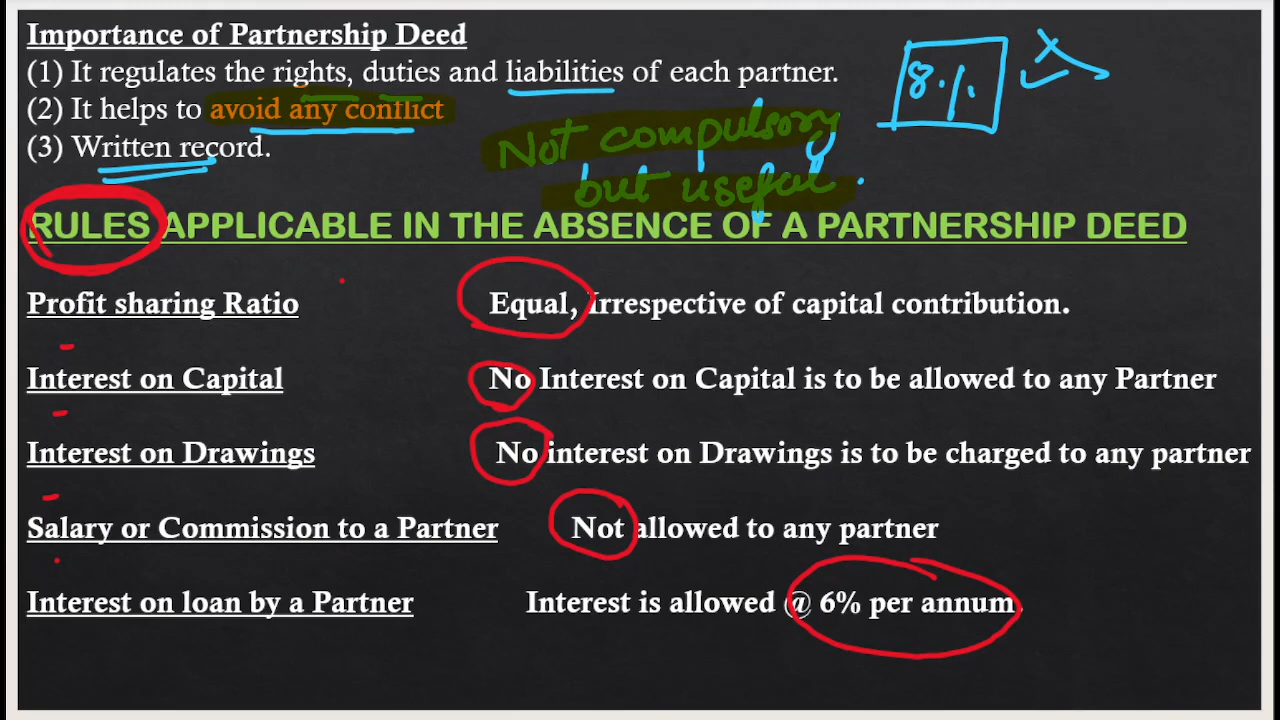 Importance of Partnership Deed
(1) It regulates the rights, duties and liabilities of each partner.
8%
(2) It helps to avoid any conflict
Not compulsory
(3) Written record.
but useful.
RULES APPLICABLE IN THE ABSENCE OF A PARTNERSHIP DEED
Profit sharing Ratio Equal, Irrespective of capital contribution.
Interest on Capital No Interest on Capital is to be allowed to any Partner
Interest on Drawings No interest on Drawings is to be charged to any partner
Salary or Commission to a Partner Not allowed to any partner
Interest on loan by a Partner Interest is allowed @ 6% per annum.